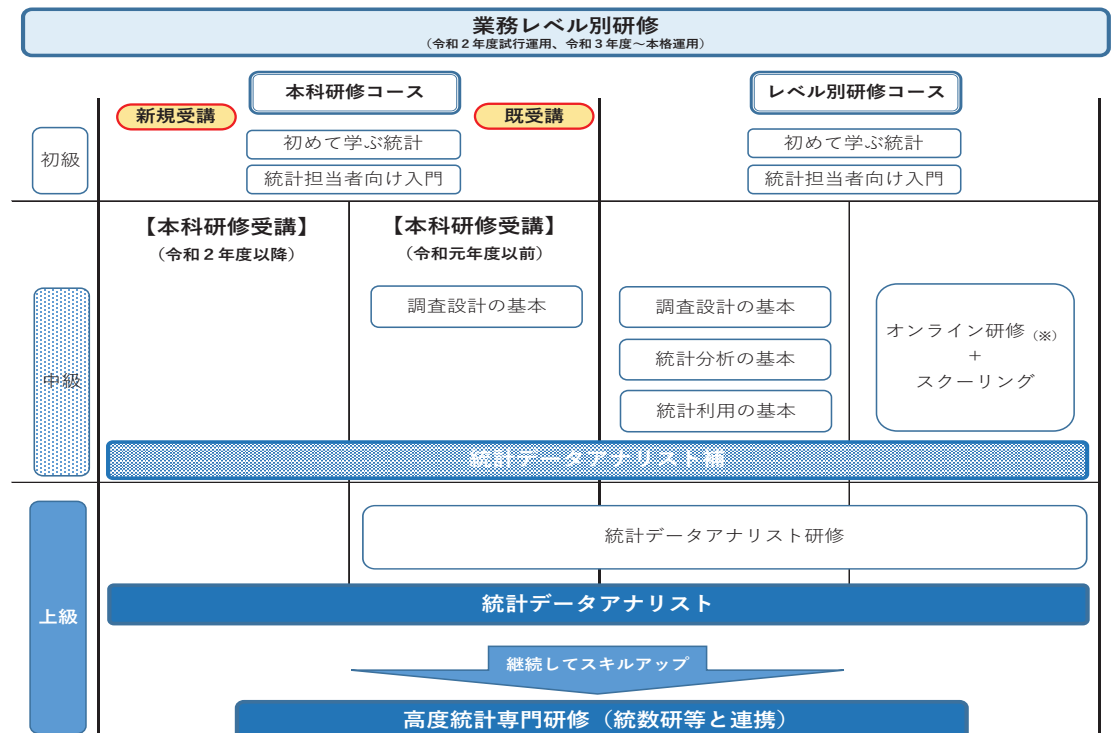 業務レベル別研修
（令和２年度試行運用、令和３年度～本格運用）
本科研修コース
レベル別研修コース
新規受講
既受講
初級
初めて学ぶ統計
初めて学ぶ統計
統計担当者向け入門
統計担当者向け入門
【本科研修受講】
（令和２年度以降）
【本科研修受講】
（令和元年度以前）
中級
調査設計の基本
調査設計の基本
統計分析の基本
統計利用の基本
オンライン研修（※）
+
スクーリング
統計データアナリスト補
上級
統計データアナリスト研修
統計データアナリスト
継続してスキルアップ
高度統計専門研修（統数研等と連携）